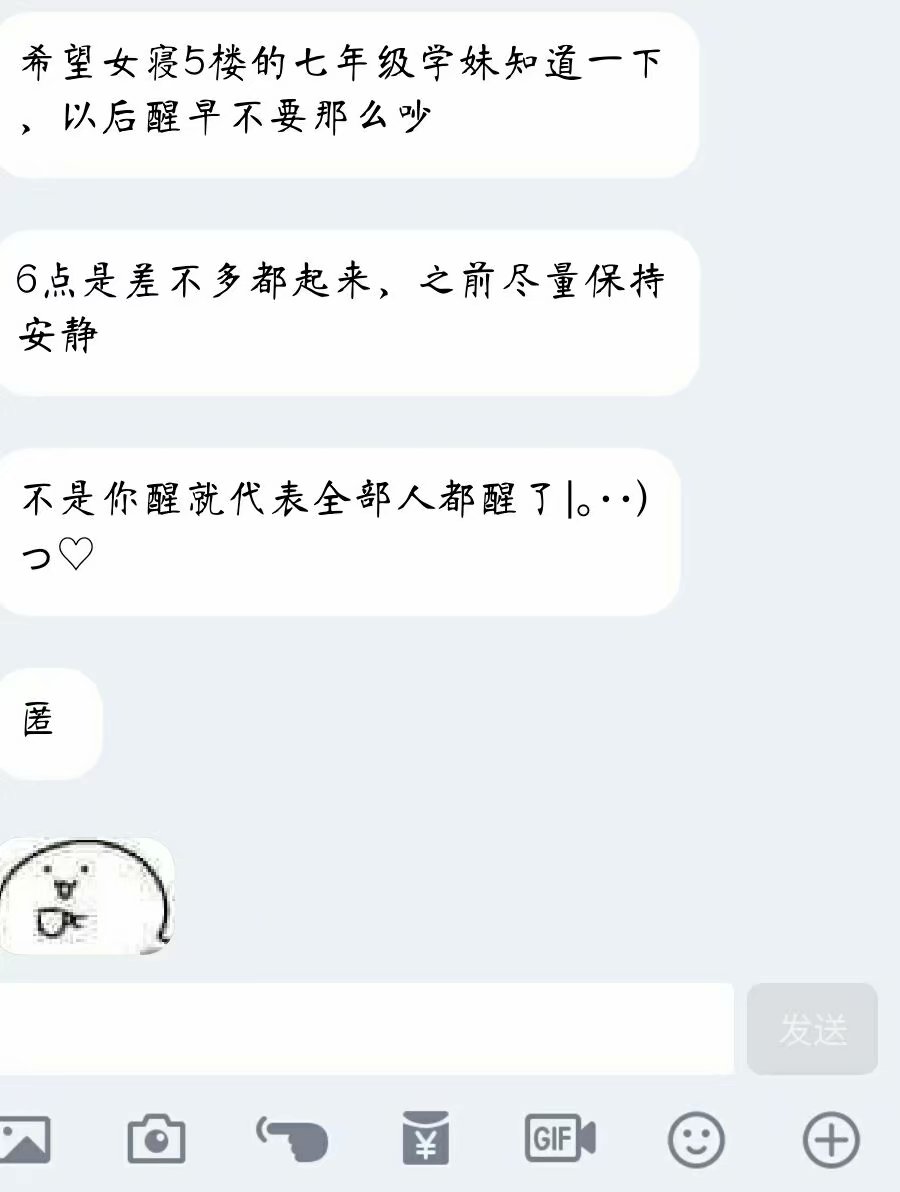 希望女寝5楼的七年级学妹知道一下
，以后醒早不要那么吵
6点是差不多都起来，之前尽量保持
安静
不是你醒就代表全部人都醒了|｡･･)
っ♡
匿
发送
¥
GIF